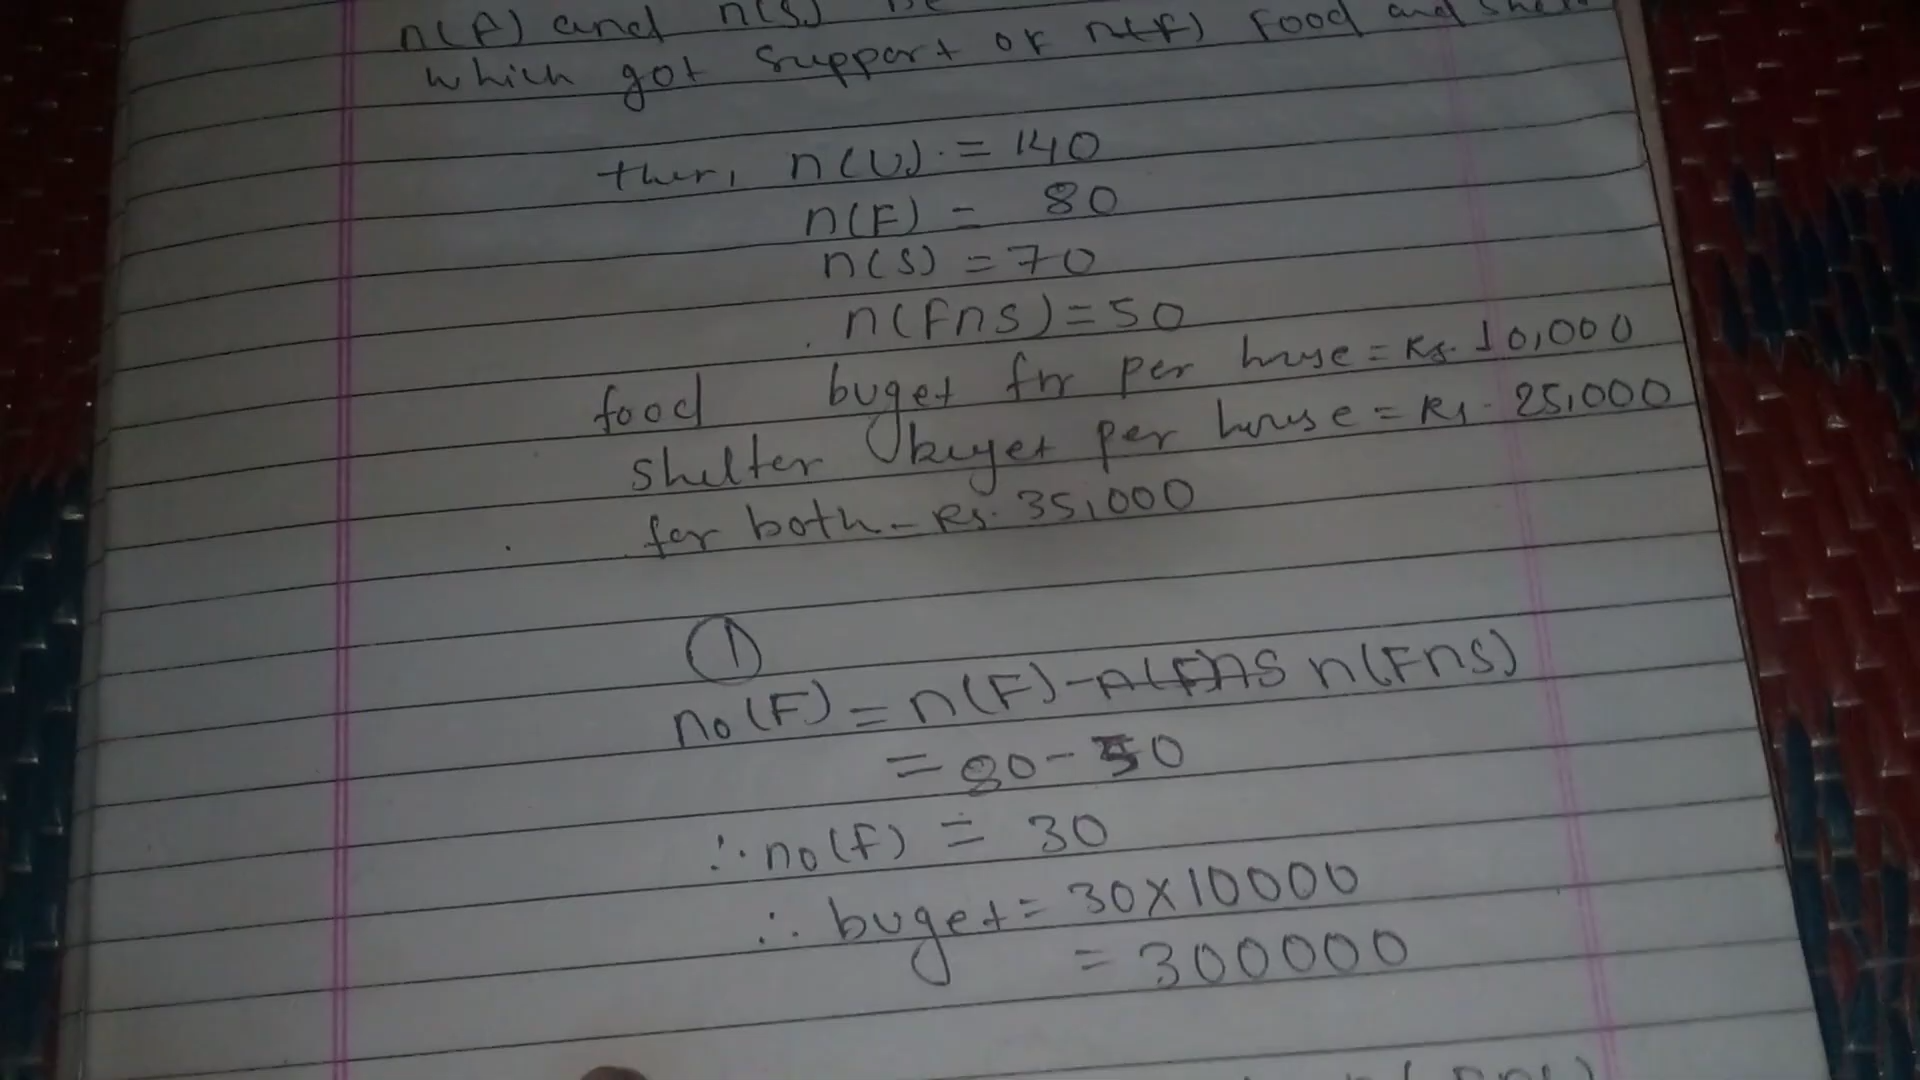 n(F) and n(S)
which got support of n(F) food and
then, n(U) = 140
n(F) = 80
n(S) = 70
n(F∩S) = 50
food buget for per house = Rs. 10,000
shelter buget per house = Rs. 25,000
for both - Rs. 35,000
①
no(F) = n(F) - n(F∩S)
= 80 - 50
∴ no(F) = 30
∴ buget = 30×10000
= 300000